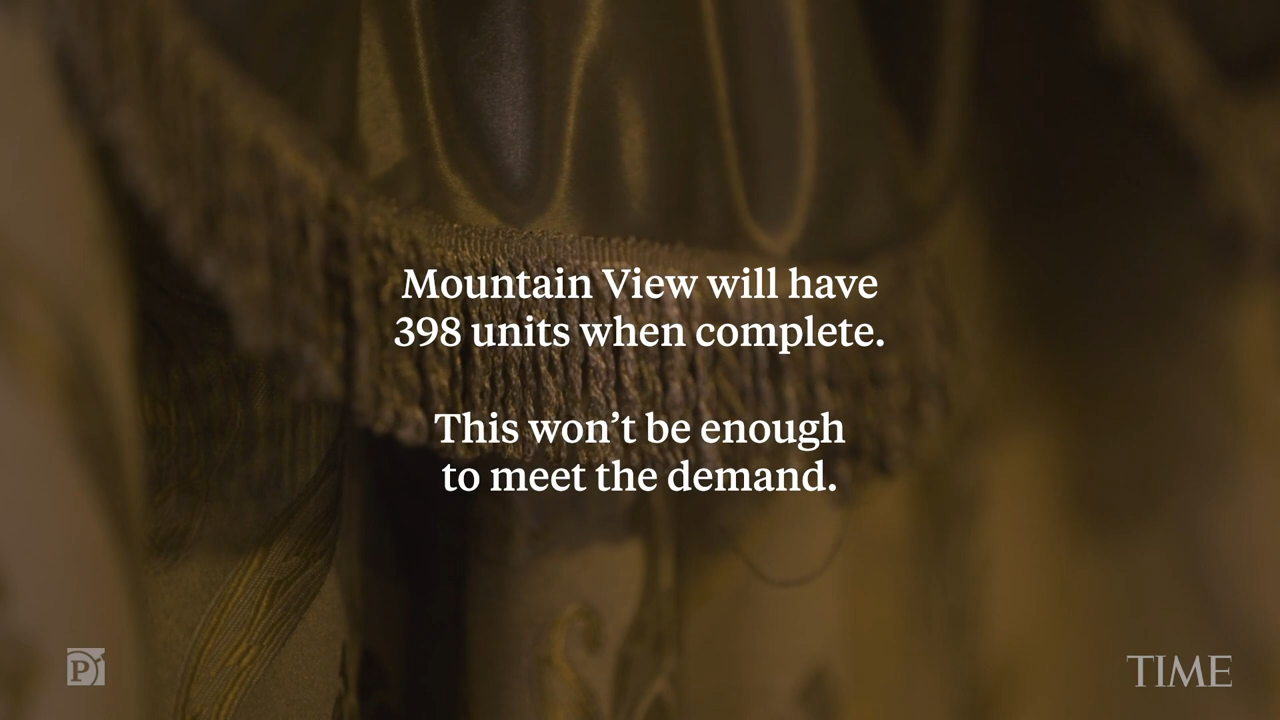 Mountain View will have
398 units when complete.
This won't be enough
to meet the demand.
P
TIME